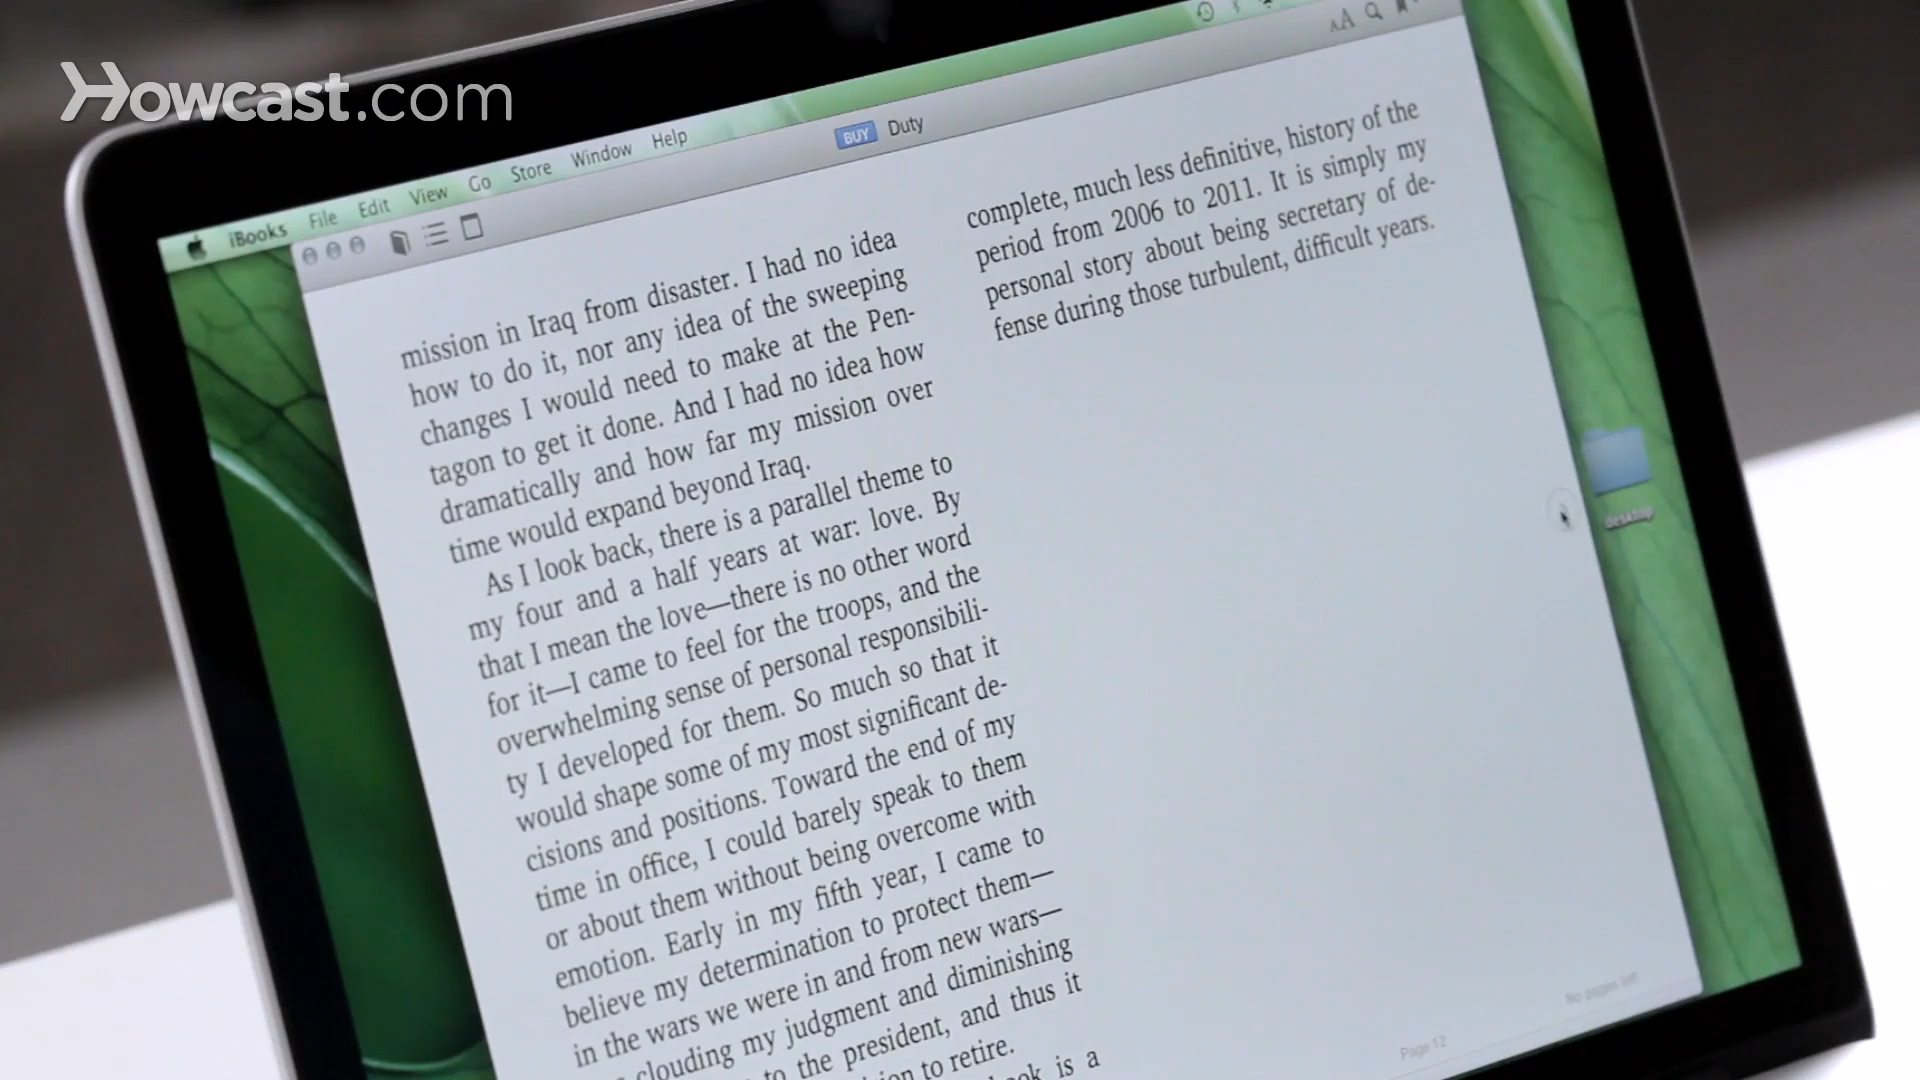 Howcast.com
iBooks File Edit View Go Store Window Help
BUY Duty
AA
mission in Iraq from disaster. I had no idea
how to do it, nor any idea of the sweeping
changes I would need to make at the Pen-
tagon to get it done. And I had no idea how
dramatically and how far my mission over
time would expand beyond Iraq.
As I look back, there is a parallel theme to
my four and a half years at war: love. By
that I mean the love—there is no other word
for it—I came to feel for the troops, and the
overwhelming sense of personal responsibili-
ty I developed for them. So much so that it
would shape some of my most significant de-
cisions and positions. Toward the end of my
time in office, I could barely speak to them
or about them without being overcome with
emotion. Early in my fifth year, I came to
believe my determination to protect them—
in the wars we were in and from new wars—
clouding my judgment and diminishing
to the president, and thus it
to retire.
is a
complete, much less definitive, history of the
period from 2006 to 2011. It is simply my
personal story about being secretary of de-
fense during those turbulent, difficult years.
desktop
Page 12
No pages left